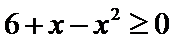 6 + x − x² ≥ 0